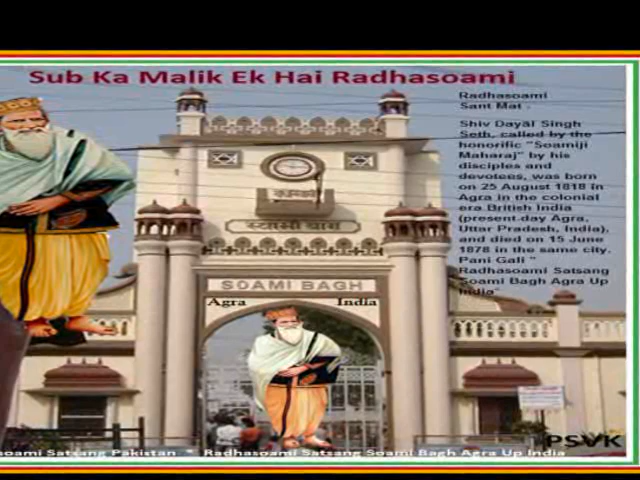 Sub Ka Malik Ek Hai Radhasoami
Radhasoami
Sant Mat -
Shiv Dayāl Singh
Seth, called by the
honorific "Soamiji
Maharaj" by his
disciples and
devotees, was born
on 25 August 1818 in
Agra in the colonial
era British India
(present-day Agra,
Uttar Pradesh, India),
and died on 15 June
1878 in the same city.
Pani Gali "
Radhasoami Satsang
Soami Bagh Agra Up
India"
स्वामी बाग
SOAMI BAGH
Agra India
PSVK
soami Satsang Pakistan * Radhasoami Satsang Soami Bagh Agra Up India